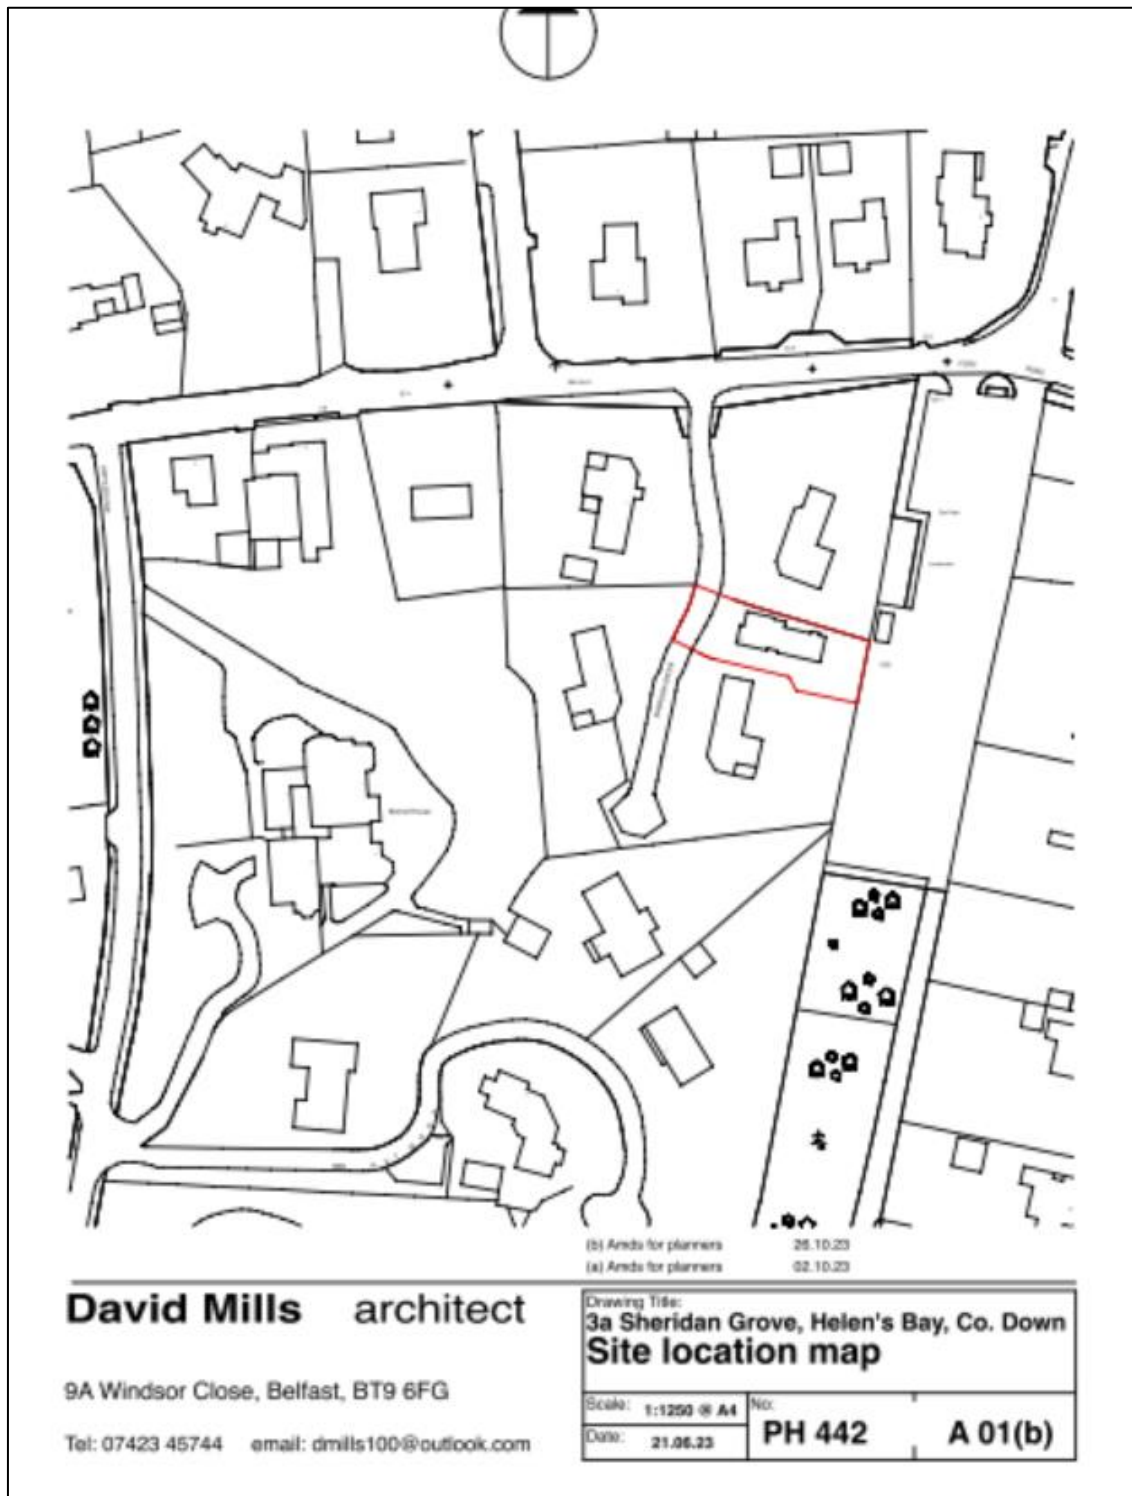 (b) Amds for planners 26.10.23
(a) Amds for planners 02.10.23
David Mills architect
9A Windsor Close, Belfast, BT9 6FG
Tel: 07423 45744 email: dmills100@outlook.com
Drawing Title:
3a Sheridan Grove, Helen's Bay, Co. Down
Site location map
Scale: 1:1250 @ A4
Date: 21.06.23
No:
PH 442 A 01(b)